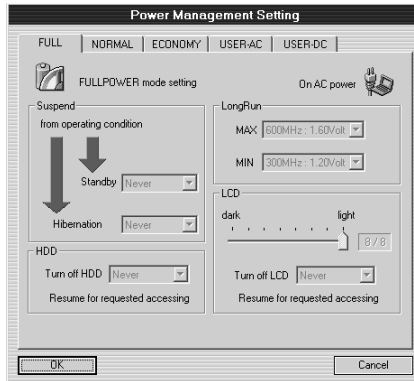 Power Management Setting
FULL NORMAL ECONOMY USER-AC USER-DC
FULLPOWER mode setting
On AC power
Suspend
from operating condition
Standby Never
Hibernation Never
HDD
Turn off HDD Never
Resume for requested accessing
LongRun
MAX 600MHz : 1.60Volt
MIN 300MHz : 1.20Volt
LCD
dark light
8 / 8
Turn off LCD Never
Resume for requested accessing
OK Cancel